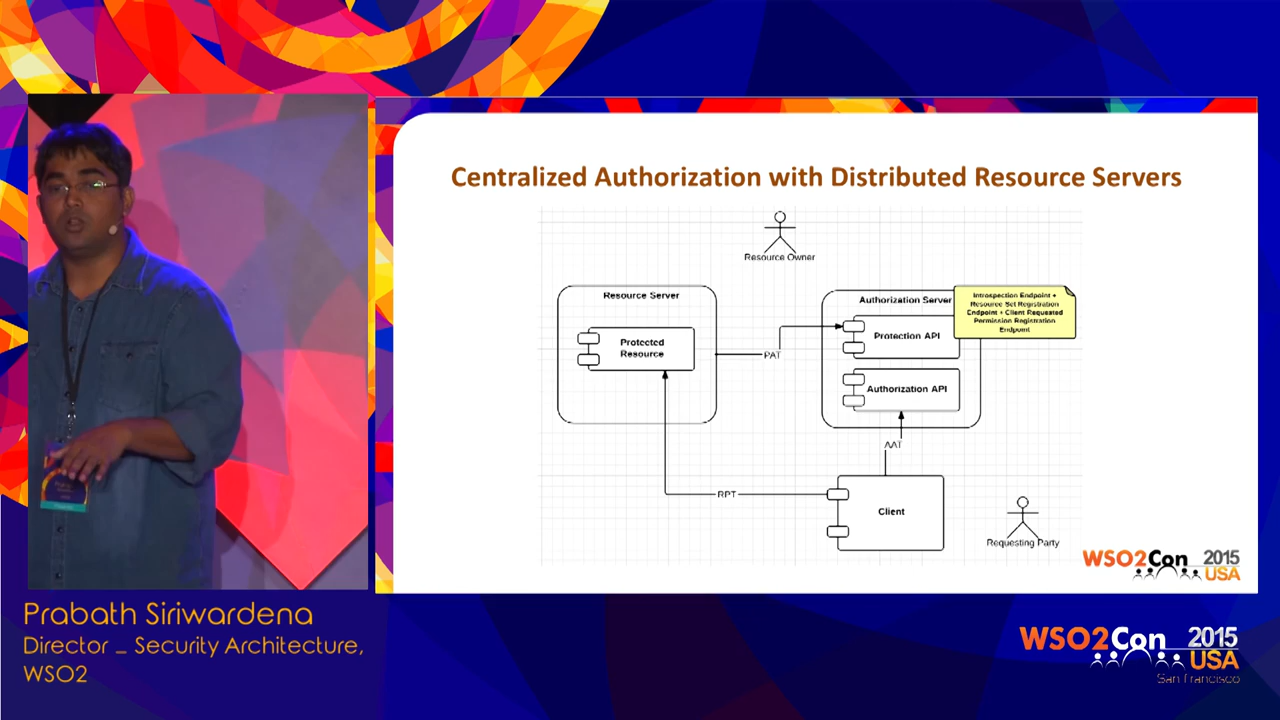 Centralized Authorization with Distributed Resource Servers
Resource Owner
Resource Server
Protected
Resource
PAT
Authorization Server
Protection API
Authorization API
Introspection Endpoint +
Resource Set Registration
Endpoint + Client Requested
Permission Registration
Endpoint
AAT
RPT
Client
Requesting Party
WSO2Con 2015
USA
Prabath Siriwardena
Director _ Security Architecture,
WSO2
WSO2Con 2015
USA
San Francisco